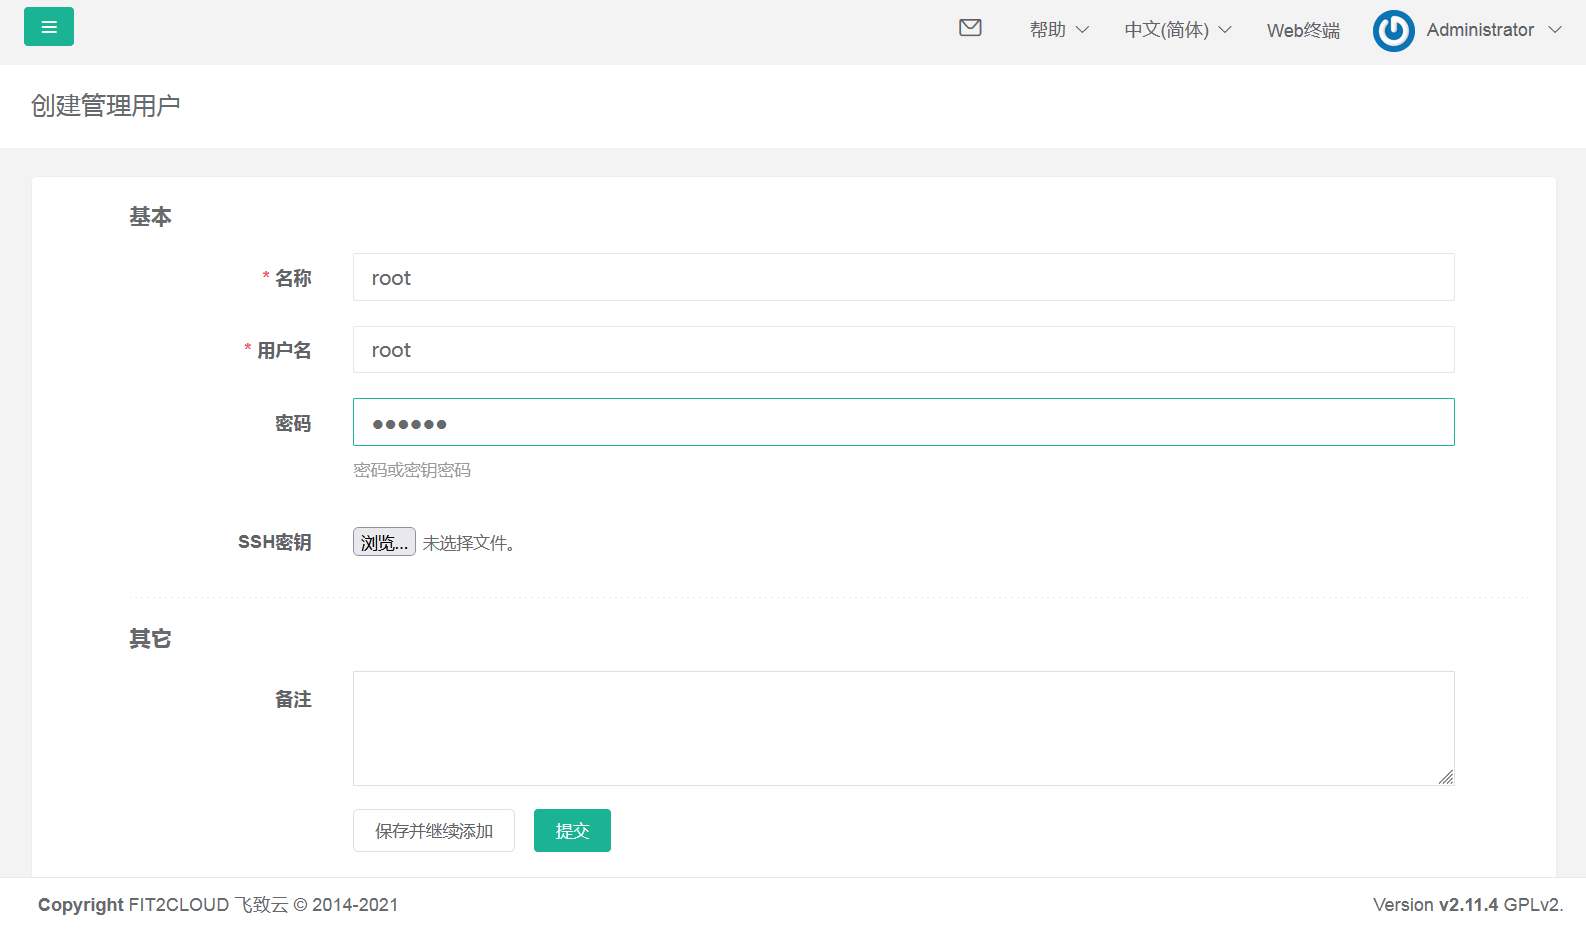 帮助 中文(简体) Web终端 Administrator
创建管理用户
基本
* 名称 root
* 用户名 root
密码 ●●●●●●
密码或密钥密码
SSH密钥 浏览... 未选择文件。
其它
备注
保存并继续添加 提交
Copyright FIT2CLOUD 飞致云 © 2014-2021 Version v2.11.4 GPLv2.